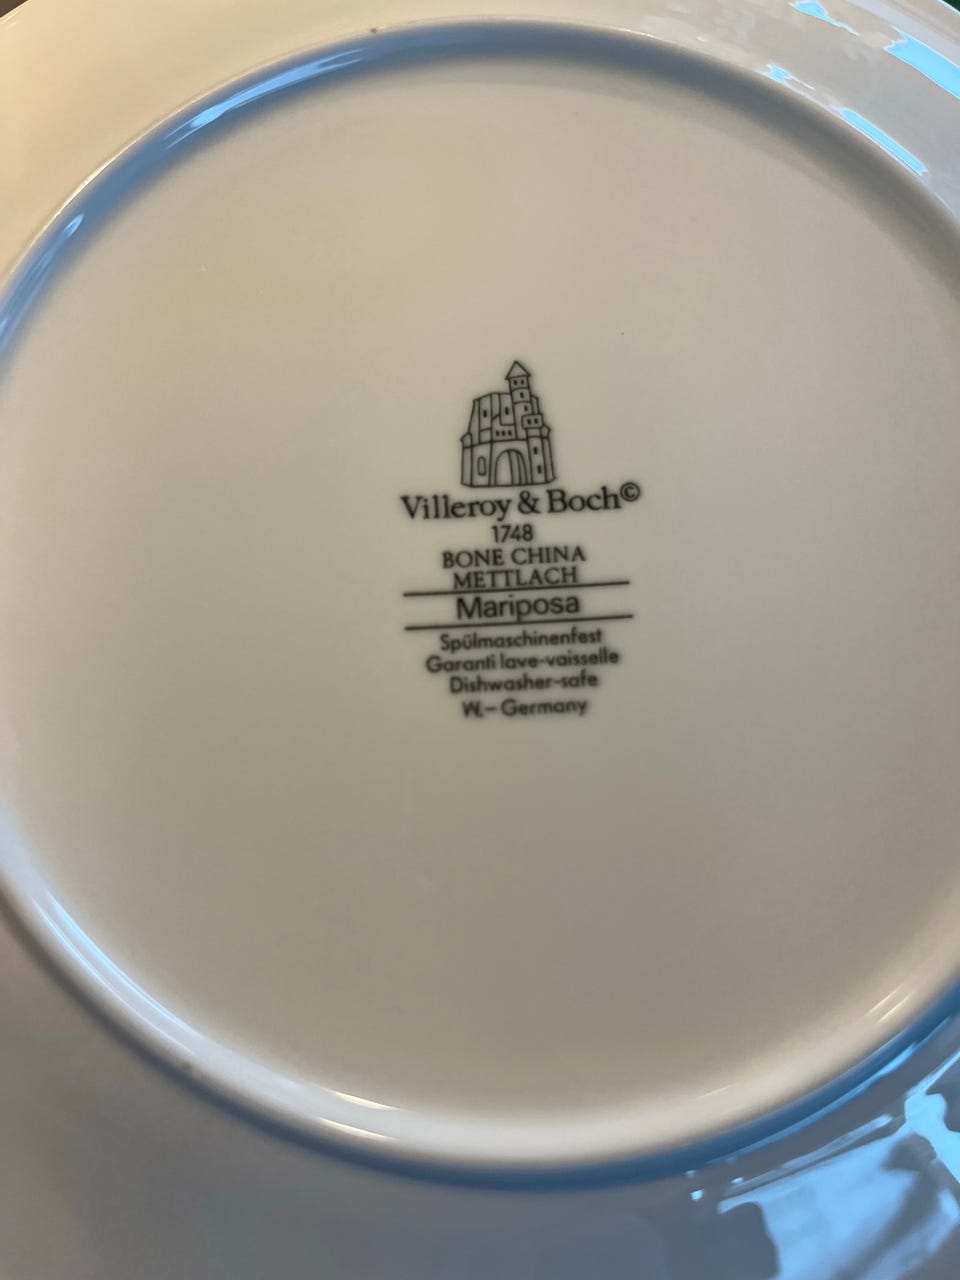 Villeroy & Boch©
1748
BONE CHINA
METTLACH
Mariposa
Spülmaschinenfest
Garanti lave-vaisselle
Dishwasher-safe
W.- Germany